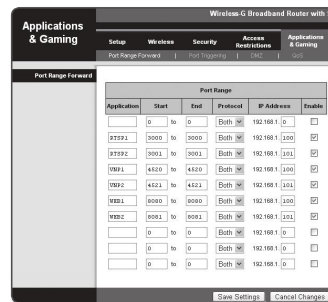 Wireless-G Broadband Router with
Applications & Gaming
Setup Wireless Security Access Restrictions Applications & Gaming
Port Range Forward | Port Triggering | DMZ | QoS
Port Range Forward
Port Range
Application Start End Protocol IP Address Enable
0 to 0 Both 192.168.1. 0
RTSP1 3000 to 3000 Both 192.168.1. 100
RTSP2 3001 to 3001 Both 192.168.1. 101
VNP1 4520 to 4520 Both 192.168.1. 100
VNP2 4521 to 4521 Both 192.168.1. 101
WEB1 8080 to 8080 Both 192.168.1. 100
WEB2 8081 to 8081 Both 192.168.1. 101
0 to 0 Both 192.168.1. 0
0 to 0 Both 192.168.1. 0
0 to 0 Both 192.168.1. 0
Save Settings Cancel Changes